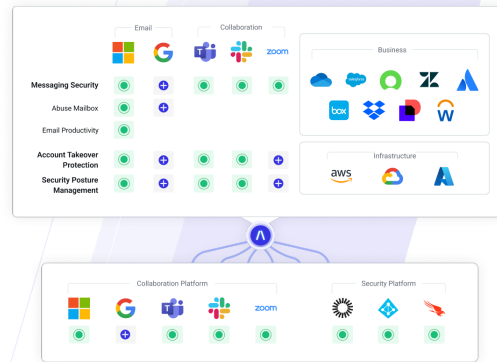 Email
Collaboration
zoom
Messaging Security
Abuse Mailbox
Email Productivity
Account Takeover
Protection
Security Posture
Management
Business
salesforce
box
Infrastructure
aws
Collaboration Platform
zoom
Security Platform